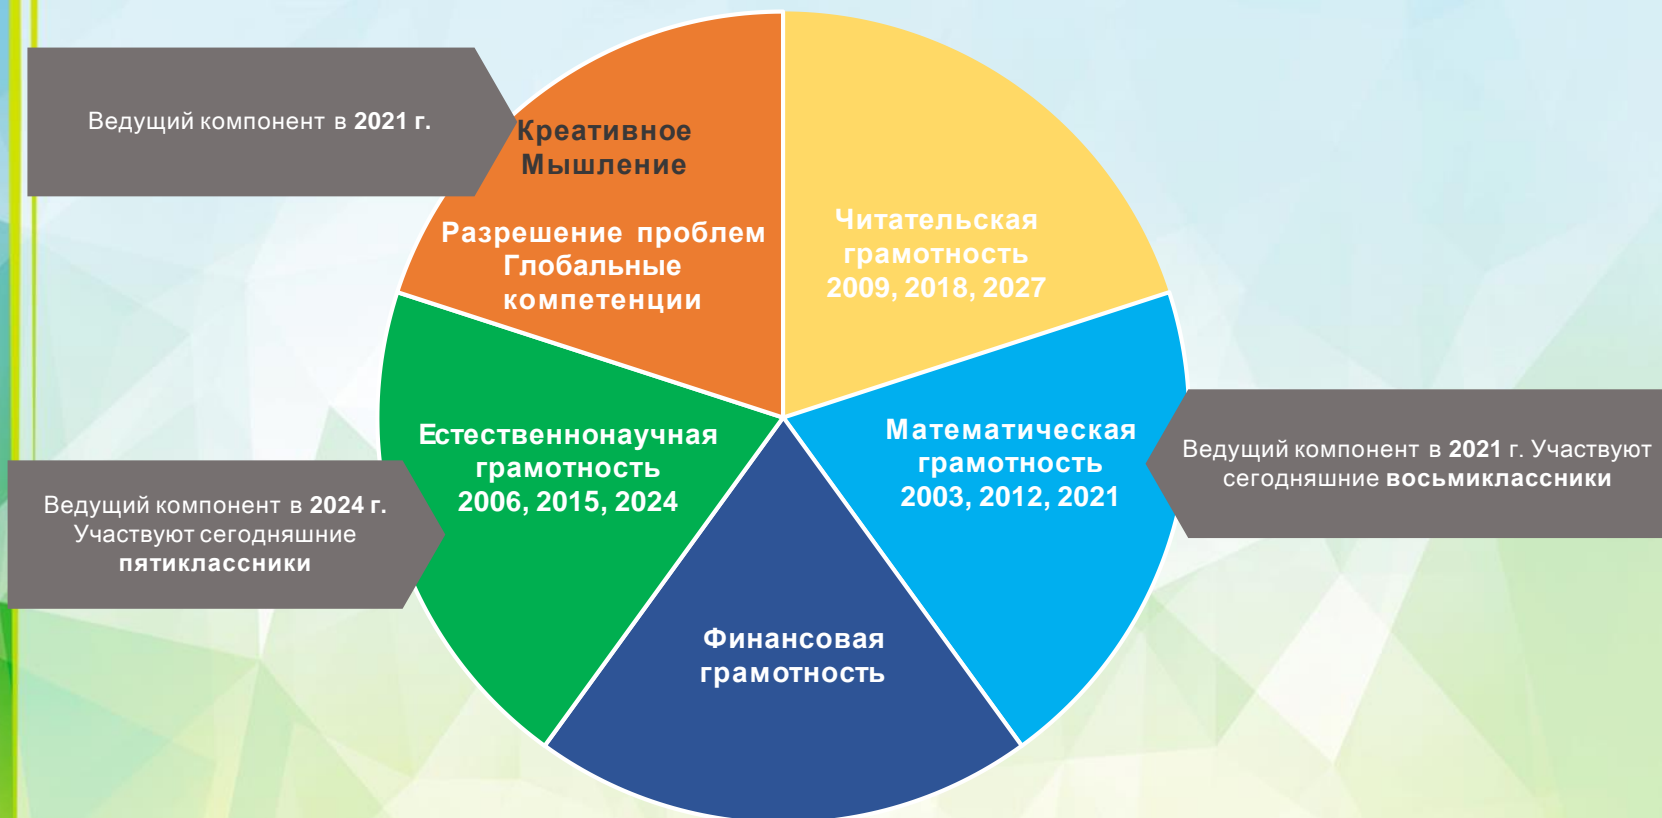 Ведущий компонент в 2021 г.
Креативное
Мышление
Разрешение проблем
Глобальные
компетенции
Читательская
грамотность
2009, 2018, 2027
Естественнонаучная
грамотность
2006, 2015, 2024
Математическая
грамотность
2003, 2012, 2021
Ведущий компонент в 2021 г. Участвуют
сегодняшние восьмиклассники
Ведущий компонент в 2024 г.
Участвуют сегодняшние
пятиклассники
Финансовая
грамотность